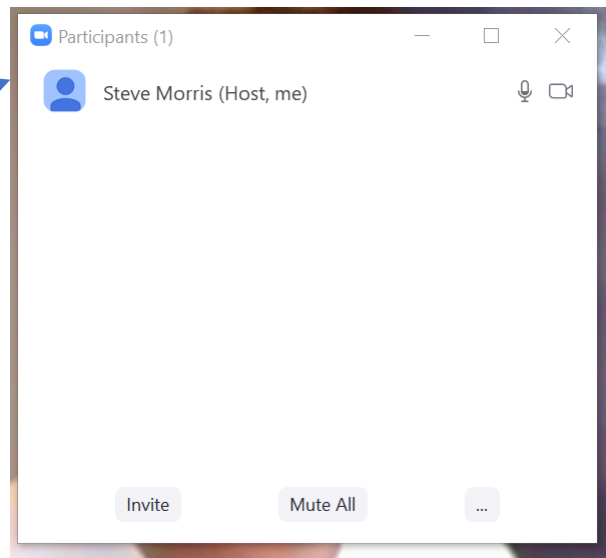 Participants (1)
Steve Morris (Host, me)
Invite Mute All ...